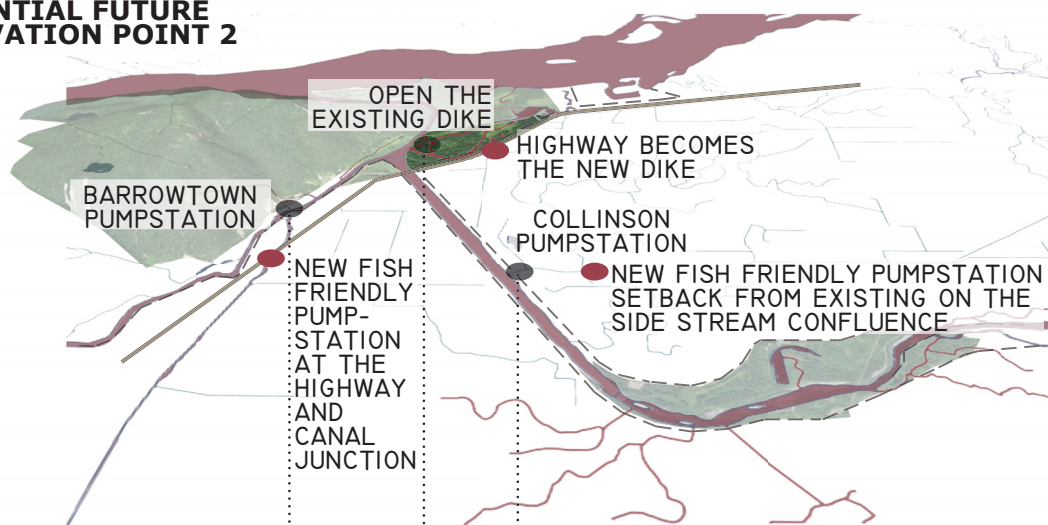 NTIAL FUTURE
VATION POINT 2
OPEN THE
EXISTING DIKE
HIGHWAY BECOMES
THE NEW DIKE
BARROWTOWN
PUMPSTATION
COLLINSON
PUMPSTATION
NEW FISH
FRIENDLY
PUMP-
STATION
AT THE
HIGHWAY
AND
CANAL
JUNCTION
NEW FISH FRIENDLY PUMPSTATION
SETBACK FROM EXISTING ON THE
SIDE STREAM CONFLUENCE